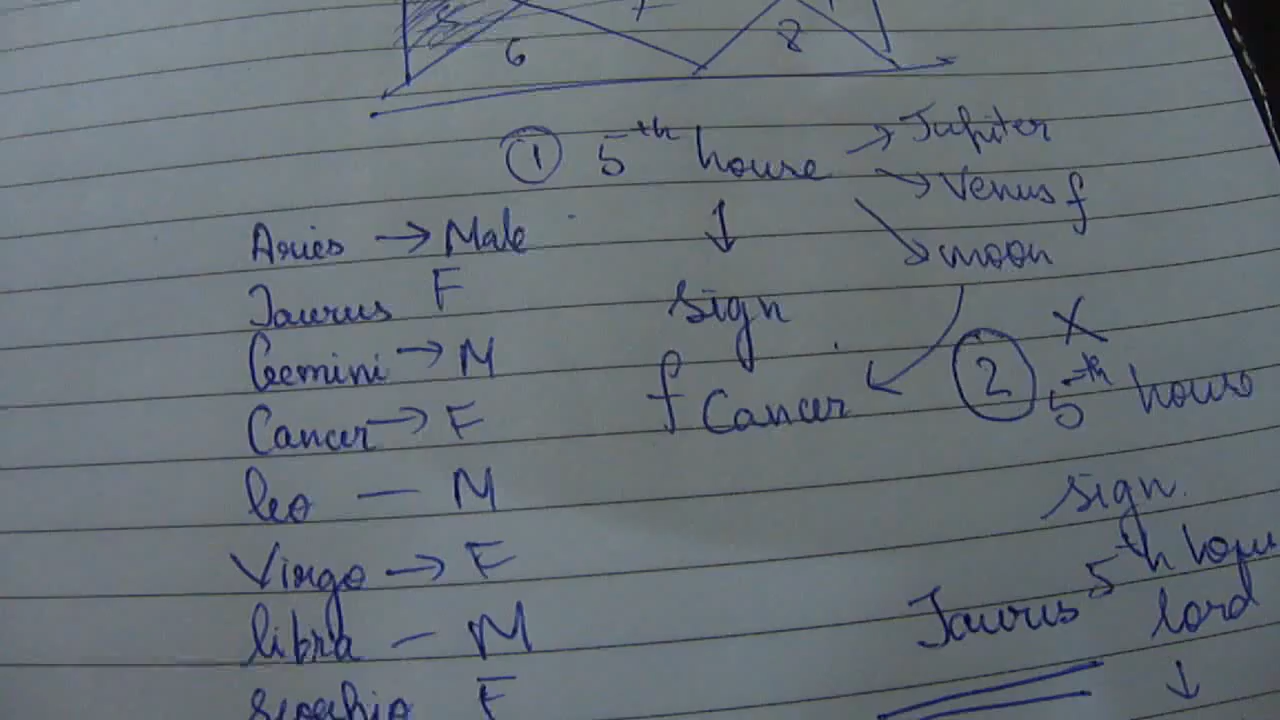 6
8
① 5th house → Jupiter
→ Venus f
→ moon
Aries → Male
Taurus F
sign
Gemini → M
f Cancer
② X
5th house
Cancer → F
Leo — M
sign
Virgo → F
5th house
Taurus
lord
Libra — M
Scorpio F